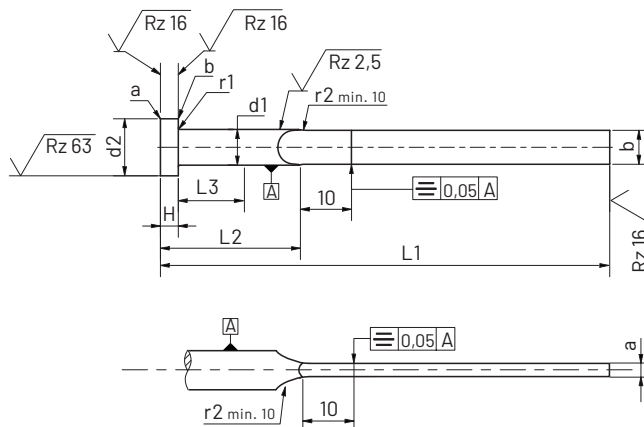 Rz 16
Rz 16
Rz 2,5
b
a
r1
d1
r2 min. 10
Rz 63
d2
b
A
L3
10
0,05 A
H
L2
L1
Rz 16
A
0,05 A
a
r2 min. 10
10